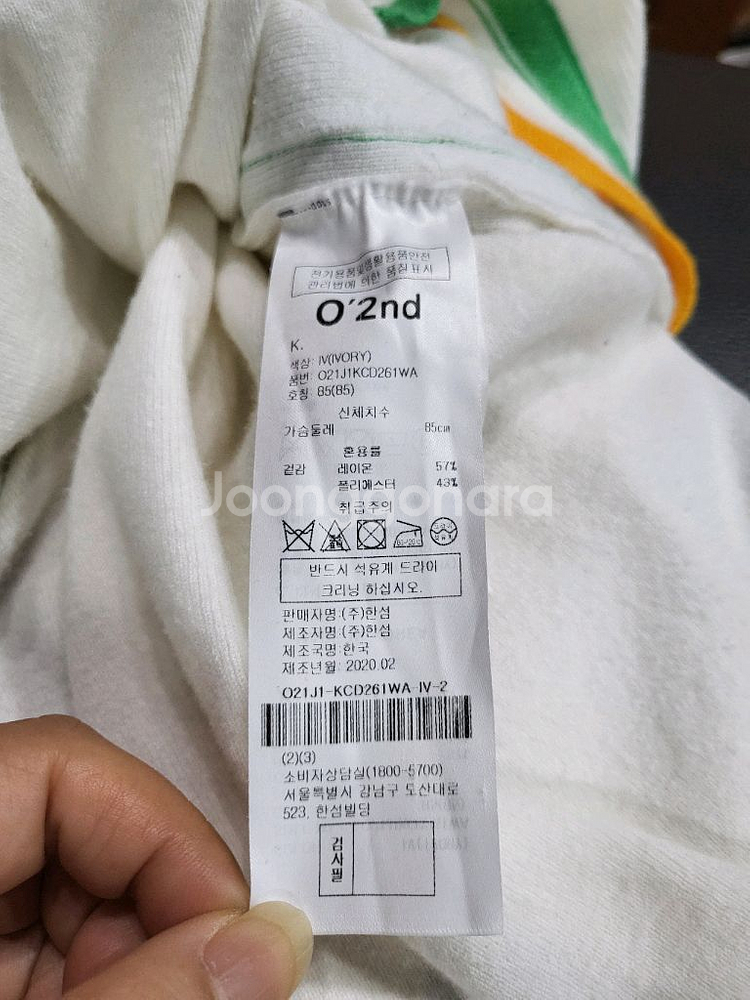 전기용품및생활용품안전
관리법에 의한 품질표시
O'2nd
K.
색상: IV(IVORY)
품번: O21J1KCD261WA
호칭: 85(85)
신체치수
가슴둘레 85cm
혼용률
겉감 레이온 57%
폴리에스터 43%
Joongonara
취급주의
반드시 석유계 드라이
크리닝 하십시오.
판매자명:(주)한섬
제조자명:(주)한섬
제조국명:한국
제조년월: 2020.02
O21J1-KCD261WA-IV-2
(2)(3)
소비자상담실(1800-5700)
서울특별시 강남구 도산대로
523, 한섬빌딩
검사필